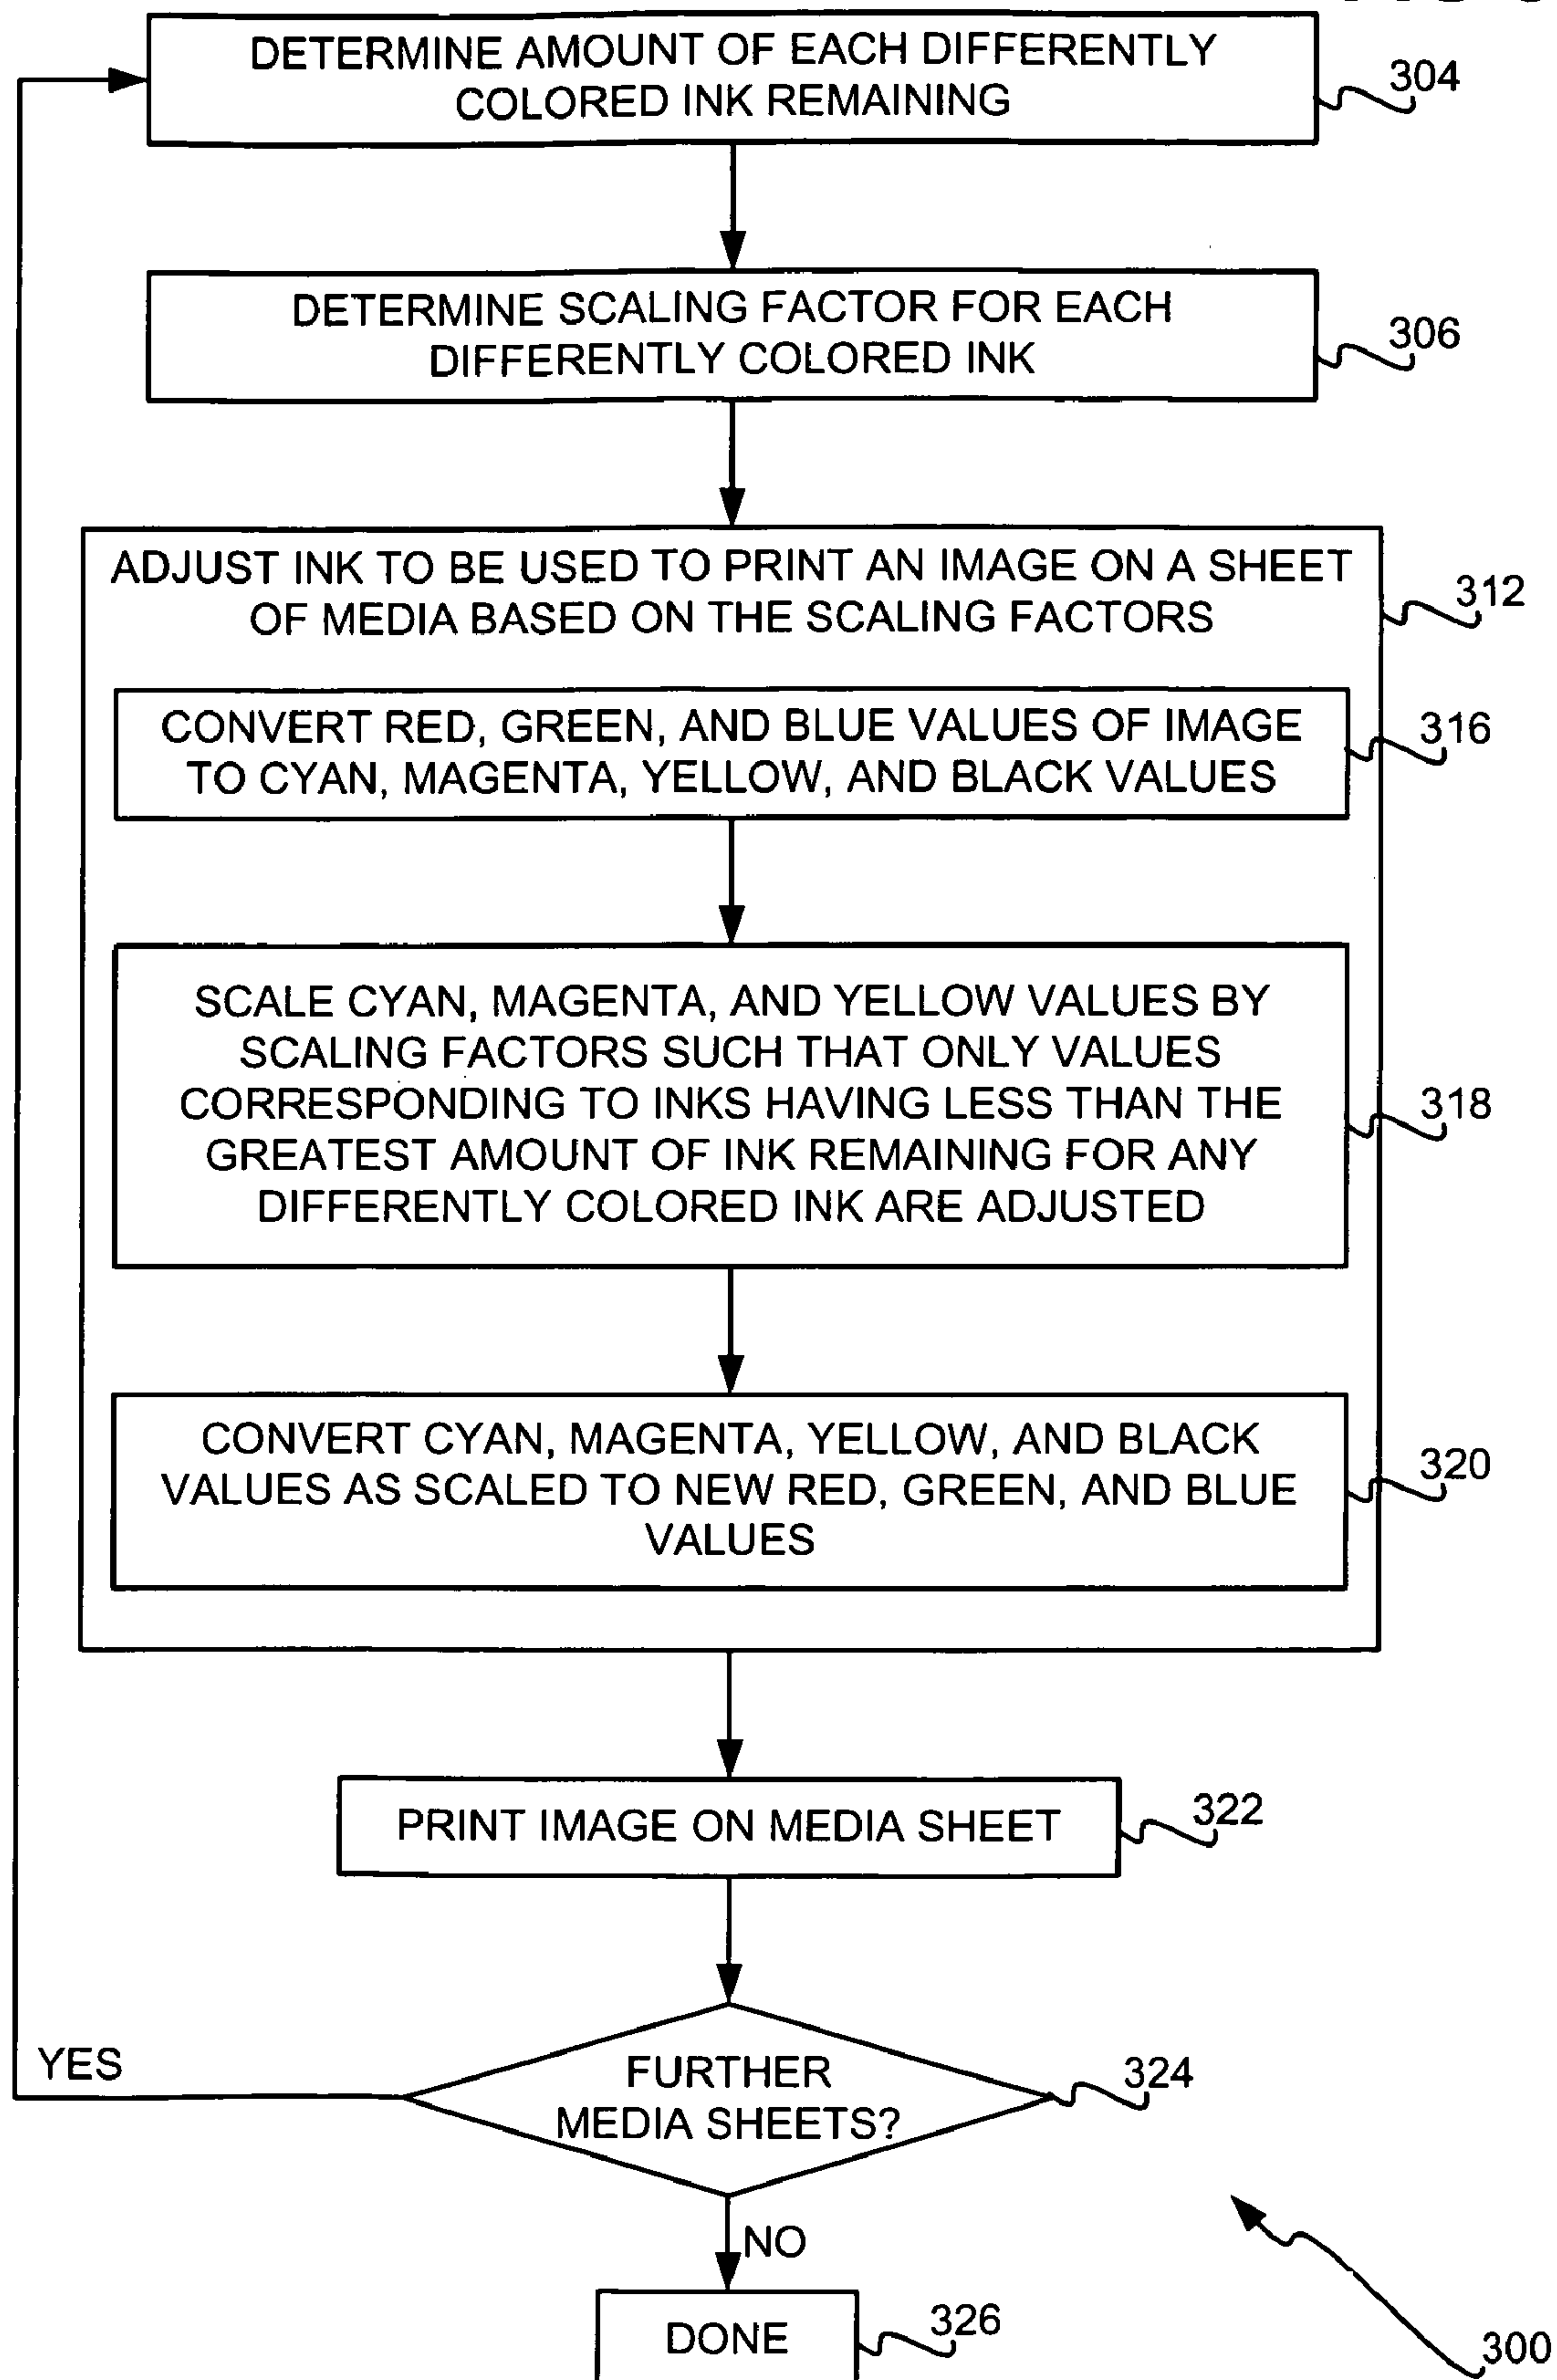 DETERMINE AMOUNT OF EACH DIFFERENTLY
COLORED INK REMAINING
304
DETERMINE SCALING FACTOR FOR EACH
DIFFERENTLY COLORED INK
306
ADJUST INK TO BE USED TO PRINT AN IMAGE ON A SHEET
OF MEDIA BASED ON THE SCALING FACTORS
312
CONVERT RED, GREEN, AND BLUE VALUES OF IMAGE
TO CYAN, MAGENTA, YELLOW, AND BLACK VALUES
316
SCALE CYAN, MAGENTA, AND YELLOW VALUES BY
SCALING FACTORS SUCH THAT ONLY VALUES
CORRESPONDING TO INKS HAVING LESS THAN THE
GREATEST AMOUNT OF INK REMAINING FOR ANY
DIFFERENTLY COLORED INK ARE ADJUSTED
318
CONVERT CYAN, MAGENTA, YELLOW, AND BLACK
VALUES AS SCALED TO NEW RED, GREEN, AND BLUE
VALUES
320
PRINT IMAGE ON MEDIA SHEET
322
YES
FURTHER
MEDIA SHEETS?
324
NO
DONE
326
300